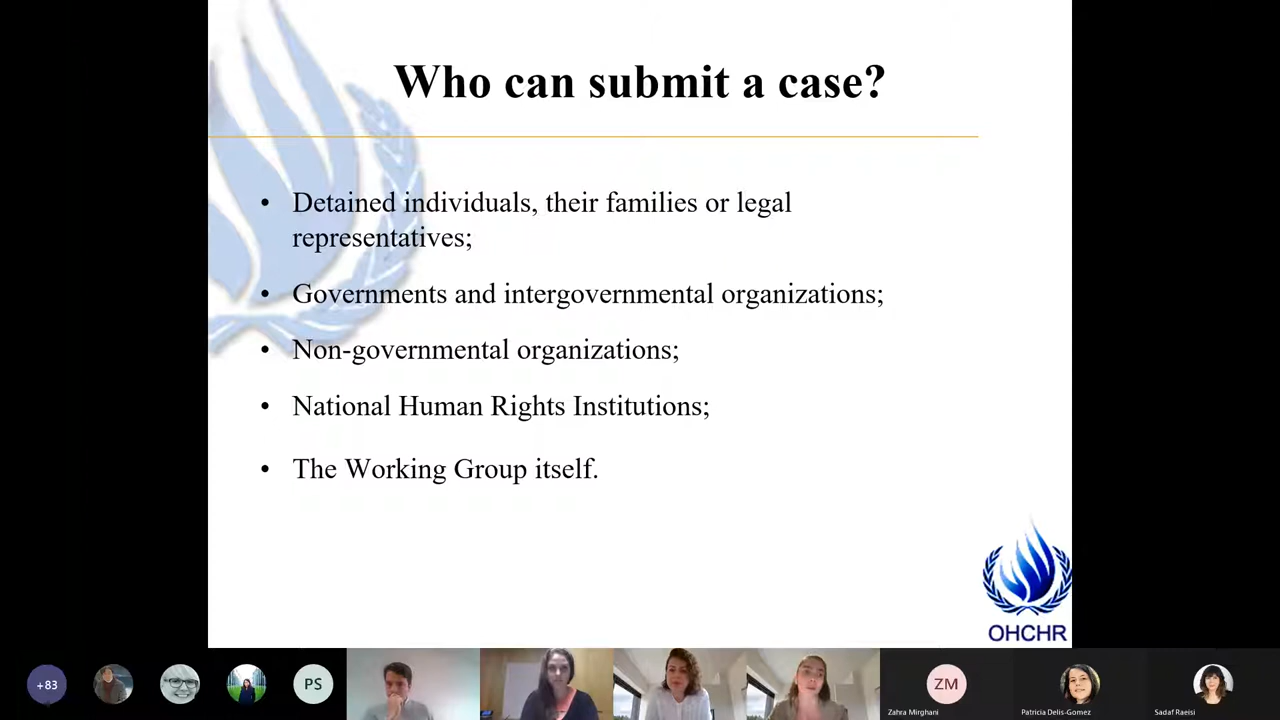 Who can submit a case?
• Detained individuals, their families or legal
representatives;
• Governments and intergovernmental organizations;
• Non-governmental organizations;
• National Human Rights Institutions;
• The Working Group itself.
OHCHR
+83
PS
ZM
Zahra Mirghani
Patricia Delis-Gomez
Sadaf Raeisi